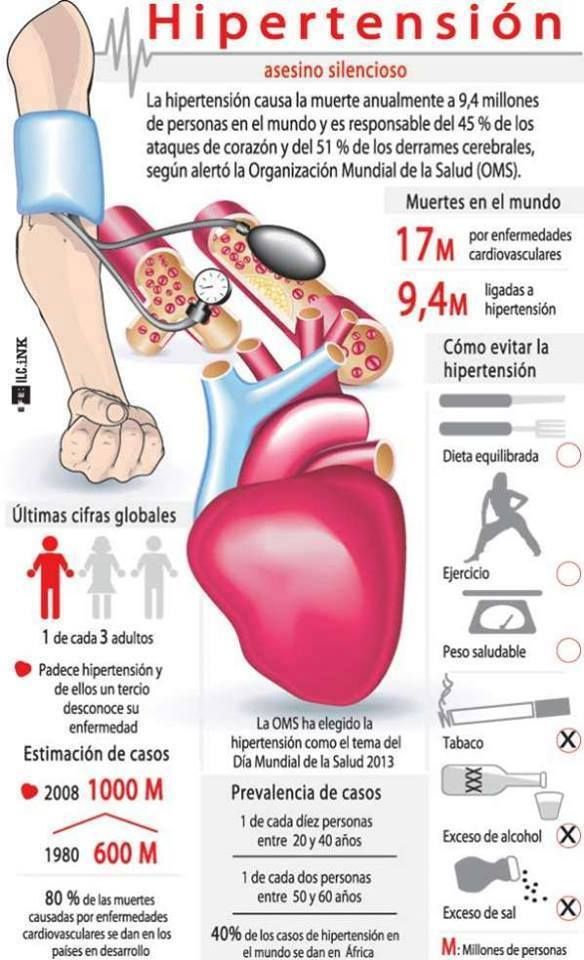 Hipertensión
asesino silencioso
La hipertensión causa la muerte anualmente a 9,4 millones
de personas en el mundo y es responsable del 45 % de los
ataques de corazón y del 51 % de los derrames cerebrales,
según alertó la Organización Mundial de la Salud (OMS).
Muertes en el mundo
17M por enfermedades
cardiovasculares
9,4M ligadas a
hipertensión
Cómo evitar la
hipertensión
Dieta equilibrada
Ejercicio
Peso saludable
Tabaco
Exceso de alcohol
Exceso de sal
M: Millones de personas
ILC.iNK
Últimas cifras globales
1 de cada 3 adultos
Padece hipertensión y
de ellos un tercio
desconoce su
enfermedad
Estimación de casos
2008 1000 M
1980 600 M
80 % de las muertes
causadas por enfermedades
cardiovasculares se dan en los
países en desarrollo
La OMS ha elegido la
hipertensión como el tema del
Día Mundial de la Salud 2013
Prevalencia de casos
1 de cada díez personas
entre 20 y 40 años
1 de cada dos personas
entre 50 y 60 años
40% de los casos de hipertensión en
el mundo se dan en África